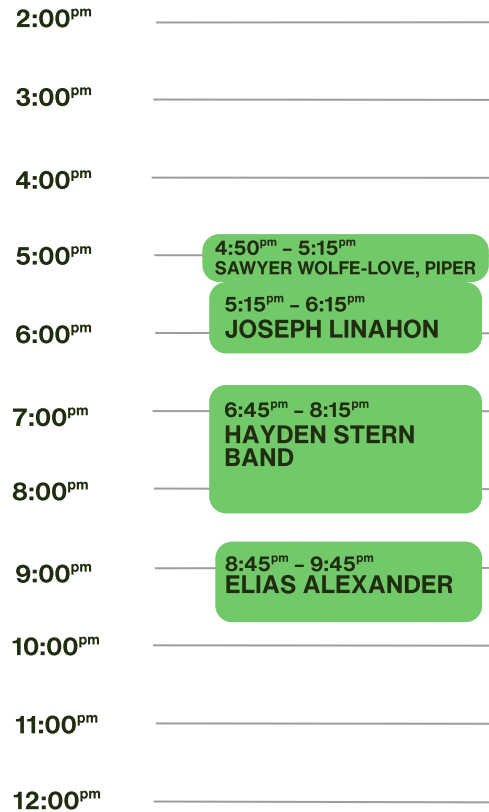 2:00pm
3:00pm
4:00pm
4:50pm – 5:15pm
5:00pm
SAWYER WOLFE-LOVE, PIPER
5:15pm – 6:15pm
6:00pm
JOSEPH LINAHON
6:45pm – 8:15pm
7:00pm
HAYDEN STERN
BAND
8:00pm
8:45pm – 9:45pm
9:00pm
ELIAS ALEXANDER
10:00pm
11:00pm
12:00pm